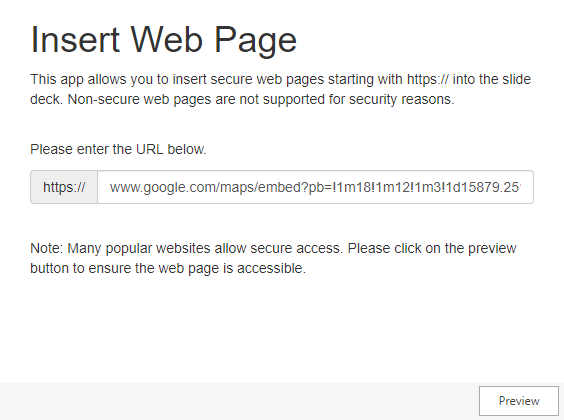 Insert Web Page
This app allows you to insert secure web pages starting with https:// into the slide
deck. Non-secure web pages are not supported for security reasons.
Please enter the URL below.
https:// www.google.com/maps/embed?pb=!1m18!1m12!1m3!1d15879.25
Note: Many popular websites allow secure access. Please click on the preview
button to ensure the web page is accessible.
Preview